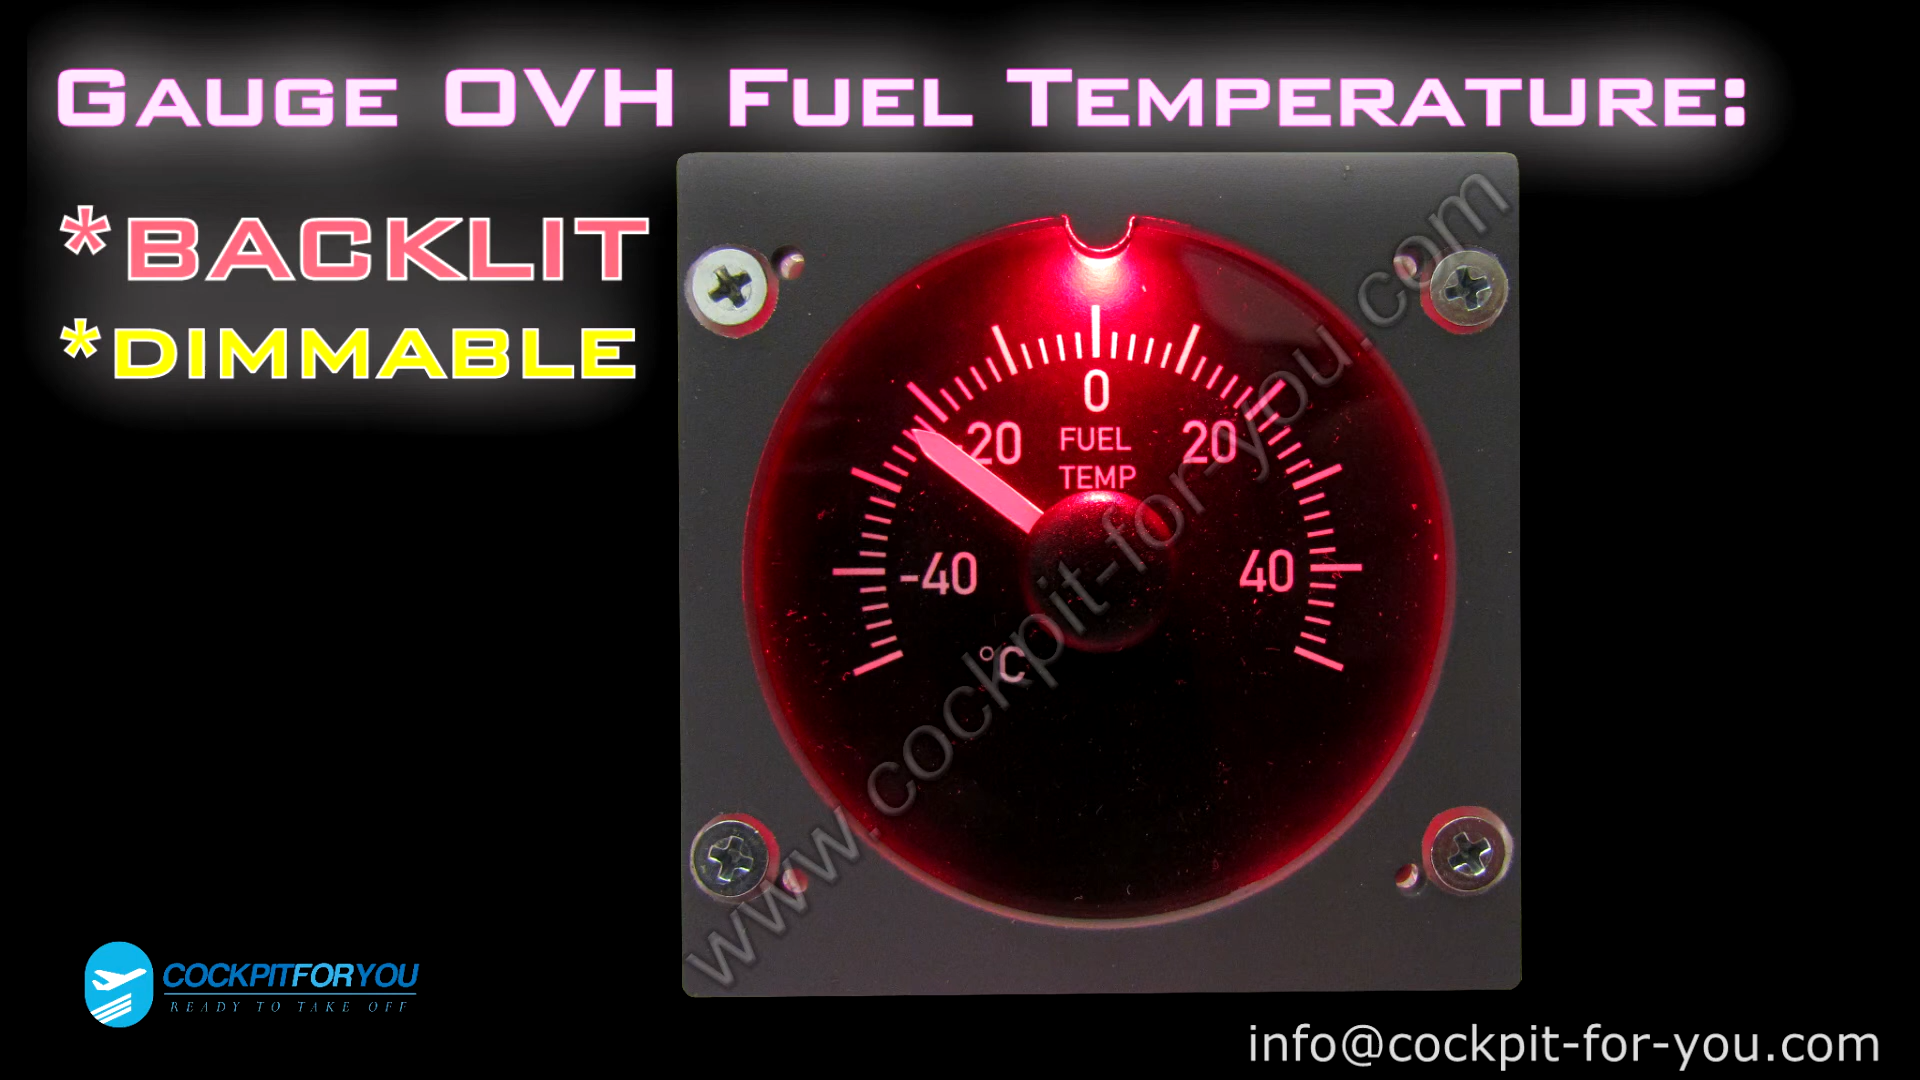 Gauge OVH Fuel Temperature:
*BACKLIT
*DIMMABLE
0
-20
FUEL
20
TEMP
-40
40
°C
www.cockpit-for-you.com
COCKPITFORYOU
READY TO TAKE OFF
info@cockpit-for-you.com